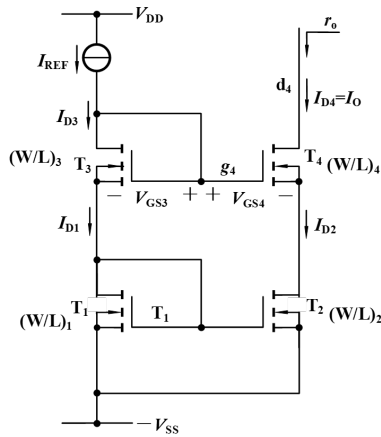 V_DD
r_o
I_REF
d_4
I_D4=I_O
I_D3
(W/L)_3 T_3
g_4
T_4 (W/L)_4
− V_GS3 + + V_GS4 −
I_D1
I_D2
T_1
T_2
(W/L)_1
T_1
(W/L)_2
−V_SS